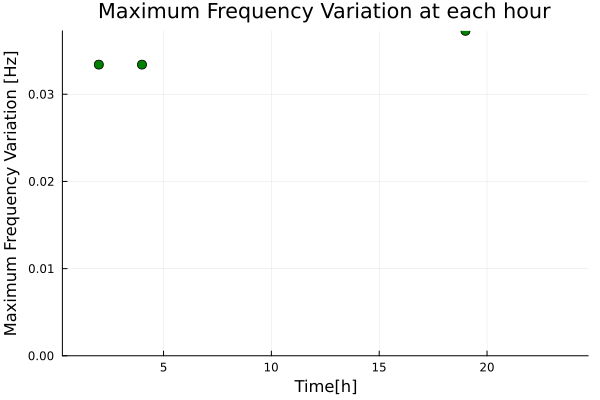 Maximum Frequency Variation at each hour
Maximum Frequency Variation [Hz]
0.03
0.02
0.01
0.00
5 10 15 20
Time[h]